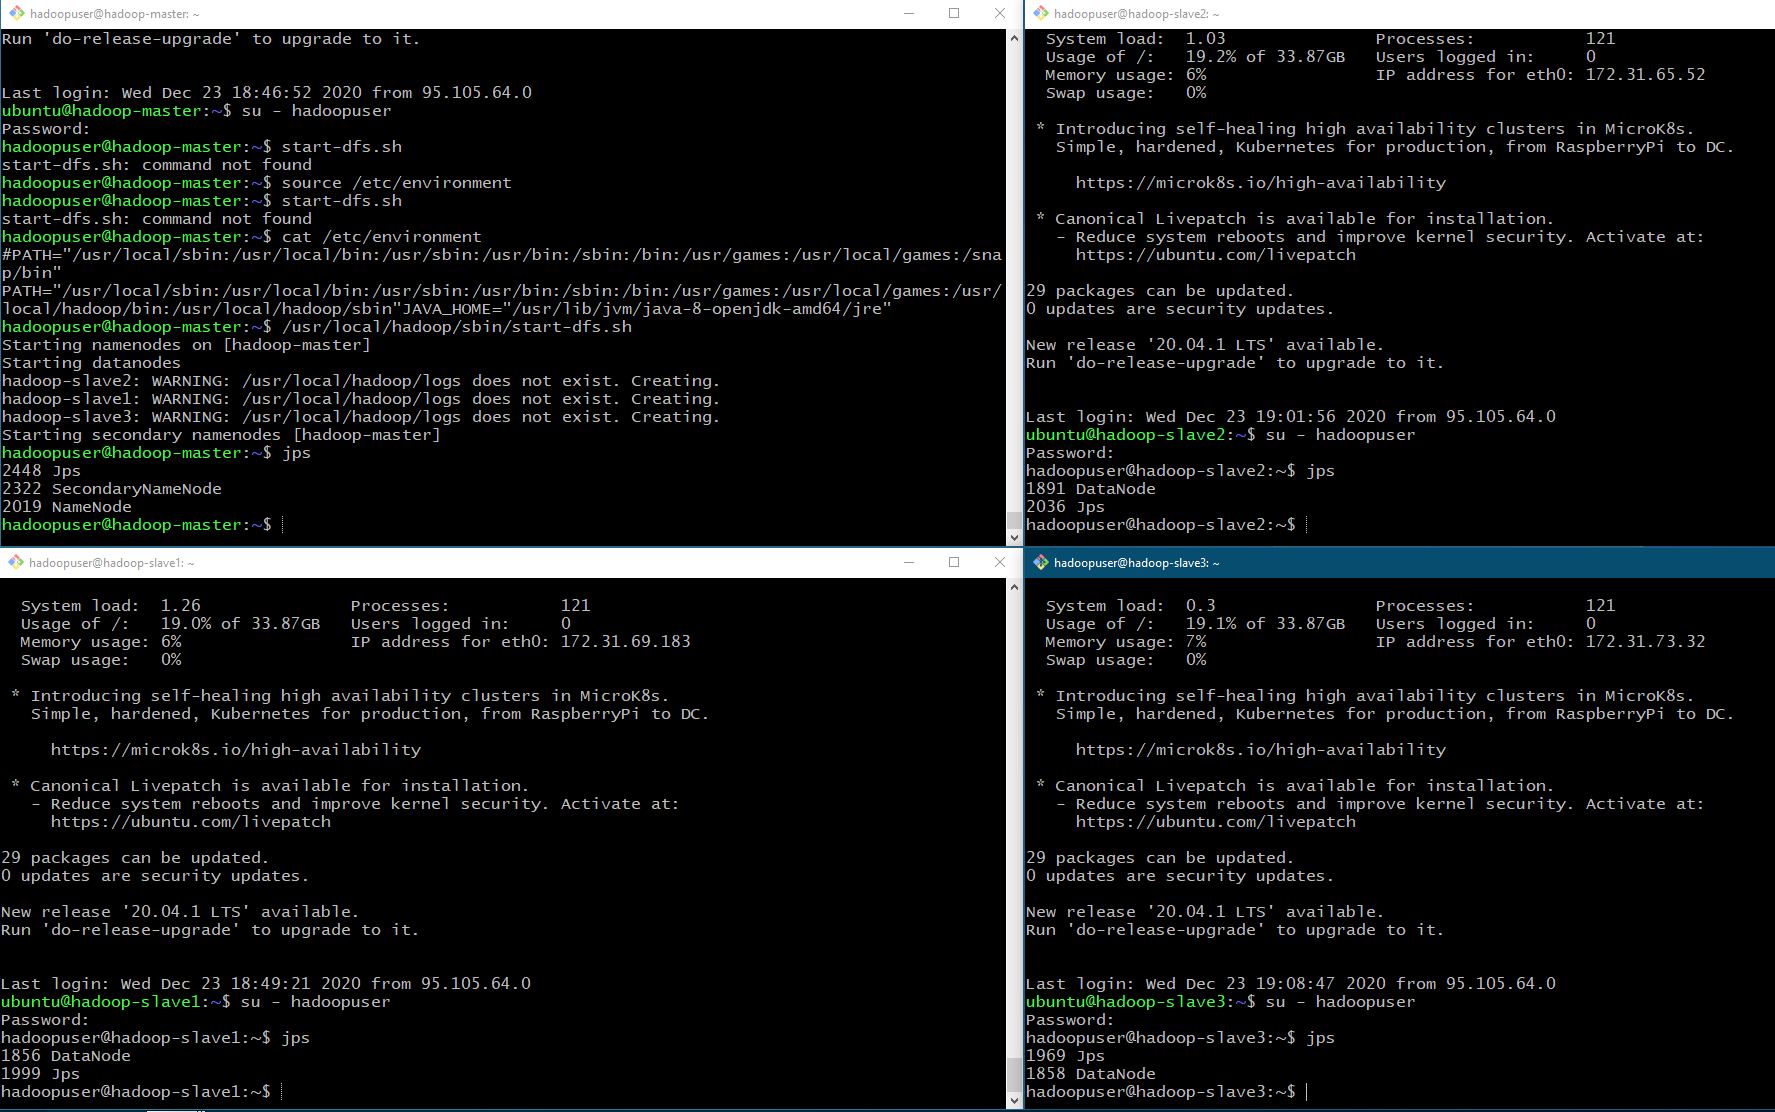 hadoopuser@hadoop-master: ~
Run 'do-release-upgrade' to upgrade to it.
Last login: Wed Dec 23 18:46:52 2020 from 95.105.64.0
ubuntu@hadoop-master:~$ su - hadoopuser
Password:
hadoopuser@hadoop-master:~$ start-dfs.sh
start-dfs.sh: command not found
hadoopuser@hadoop-master:~$ source /etc/environment
hadoopuser@hadoop-master:~$ start-dfs.sh
start-dfs.sh: command not found
hadoopuser@hadoop-master:~$ cat /etc/environment
#PATH="/usr/local/sbin:/usr/local/bin:/usr/sbin:/usr/bin:/sbin:/bin:/usr/games:/usr/local/games:/sna
p/bin"
PATH="/usr/local/sbin:/usr/local/bin:/usr/sbin:/usr/bin:/sbin:/bin:/usr/games:/usr/local/games:/usr/
local/hadoop/bin:/usr/local/hadoop/sbin"JAVA_HOME="/usr/lib/jvm/java-8-openjdk-amd64/jre"
hadoopuser@hadoop-master:~$ /usr/local/hadoop/sbin/start-dfs.sh
Starting namenodes on [hadoop-master]
Starting datanodes
hadoop-slave2: WARNING: /usr/local/hadoop/logs does not exist. Creating.
hadoop-slave1: WARNING: /usr/local/hadoop/logs does not exist. Creating.
hadoop-slave3: WARNING: /usr/local/hadoop/logs does not exist. Creating.
Starting secondary namenodes [hadoop-master]
hadoopuser@hadoop-master:~$ jps
2448 Jps
2322 SecondaryNameNode
2019 NameNode
hadoopuser@hadoop-master:~$
hadoopuser@hadoop-slave2: ~
System load:  1.03  Processes:  121
Usage of /:  19.2% of 33.87GB  Users logged in:  0
Memory usage: 6%  IP address for eth0: 172.31.65.52
Swap usage:  0%
* Introducing self-healing high availability clusters in MicroK8s.
Simple, hardened, Kubernetes for production, from RaspberryPi to DC.
https://microk8s.io/high-availability
* Canonical Livepatch is available for installation.
- Reduce system reboots and improve kernel security. Activate at:
https://ubuntu.com/livepatch
29 packages can be updated.
0 updates are security updates.
New release '20.04.1 LTS' available.
Run 'do-release-upgrade' to upgrade to it.
Last login: Wed Dec 23 19:01:56 2020 from 95.105.64.0
ubuntu@hadoop-slave2:~$ su - hadoopuser
Password:
hadoopuser@hadoop-slave2:~$ jps
1891 DataNode
2036 Jps
hadoopuser@hadoop-slave2:~$
hadoopuser@hadoop-slave1: ~
System load:  1.26  Processes:  121
Usage of /:  19.0% of 33.87GB  Users logged in:  0
Memory usage: 6%  IP address for eth0: 172.31.69.183
Swap usage:  0%
* Introducing self-healing high availability clusters in MicroK8s.
Simple, hardened, Kubernetes for production, from RaspberryPi to DC.
https://microk8s.io/high-availability
* Canonical Livepatch is available for installation.
- Reduce system reboots and improve kernel security. Activate at:
https://ubuntu.com/livepatch
29 packages can be updated.
0 updates are security updates.
New release '20.04.1 LTS' available.
Run 'do-release-upgrade' to upgrade to it.
Last login: Wed Dec 23 18:49:21 2020 from 95.105.64.0
ubuntu@hadoop-slave1:~$ su - hadoopuser
Password:
hadoopuser@hadoop-slave1:~$ jps
1856 DataNode
1999 Jps
hadoopuser@hadoop-slave1:~$
hadoopuser@hadoop-slave3: ~
System load:  0.3  Processes:  121
Usage of /:  19.1% of 33.87GB  Users logged in:  0
Memory usage: 7%  IP address for eth0: 172.31.73.32
Swap usage:  0%
* Introducing self-healing high availability clusters in MicroK8s.
Simple, hardened, Kubernetes for production, from RaspberryPi to DC.
https://microk8s.io/high-availability
* Canonical Livepatch is available for installation.
- Reduce system reboots and improve kernel security. Activate at:
https://ubuntu.com/livepatch
29 packages can be updated.
0 updates are security updates.
New release '20.04.1 LTS' available.
Run 'do-release-upgrade' to upgrade to it.
Last login: Wed Dec 23 19:08:47 2020 from 95.105.64.0
ubuntu@hadoop-slave3:~$ su - hadoopuser
Password:
hadoopuser@hadoop-slave3:~$ jps
1969 Jps
1858 DataNode
hadoopuser@hadoop-slave3:~$